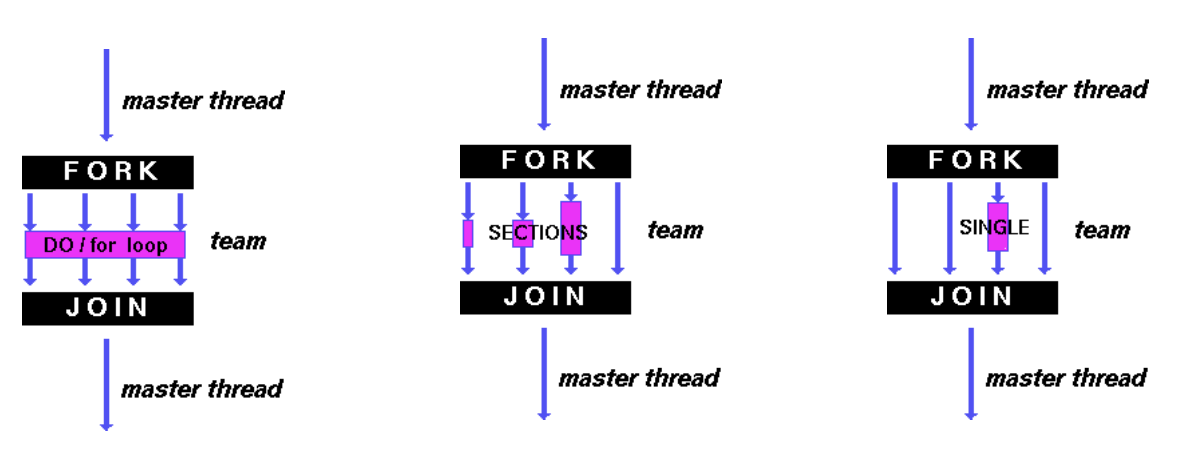 master thread
FORK
DO / for loop
team
JOIN
master thread
master thread
FORK
SECTIONS
team
JOIN
master thread
master thread
FORK
SINGLE
team
JOIN
master thread